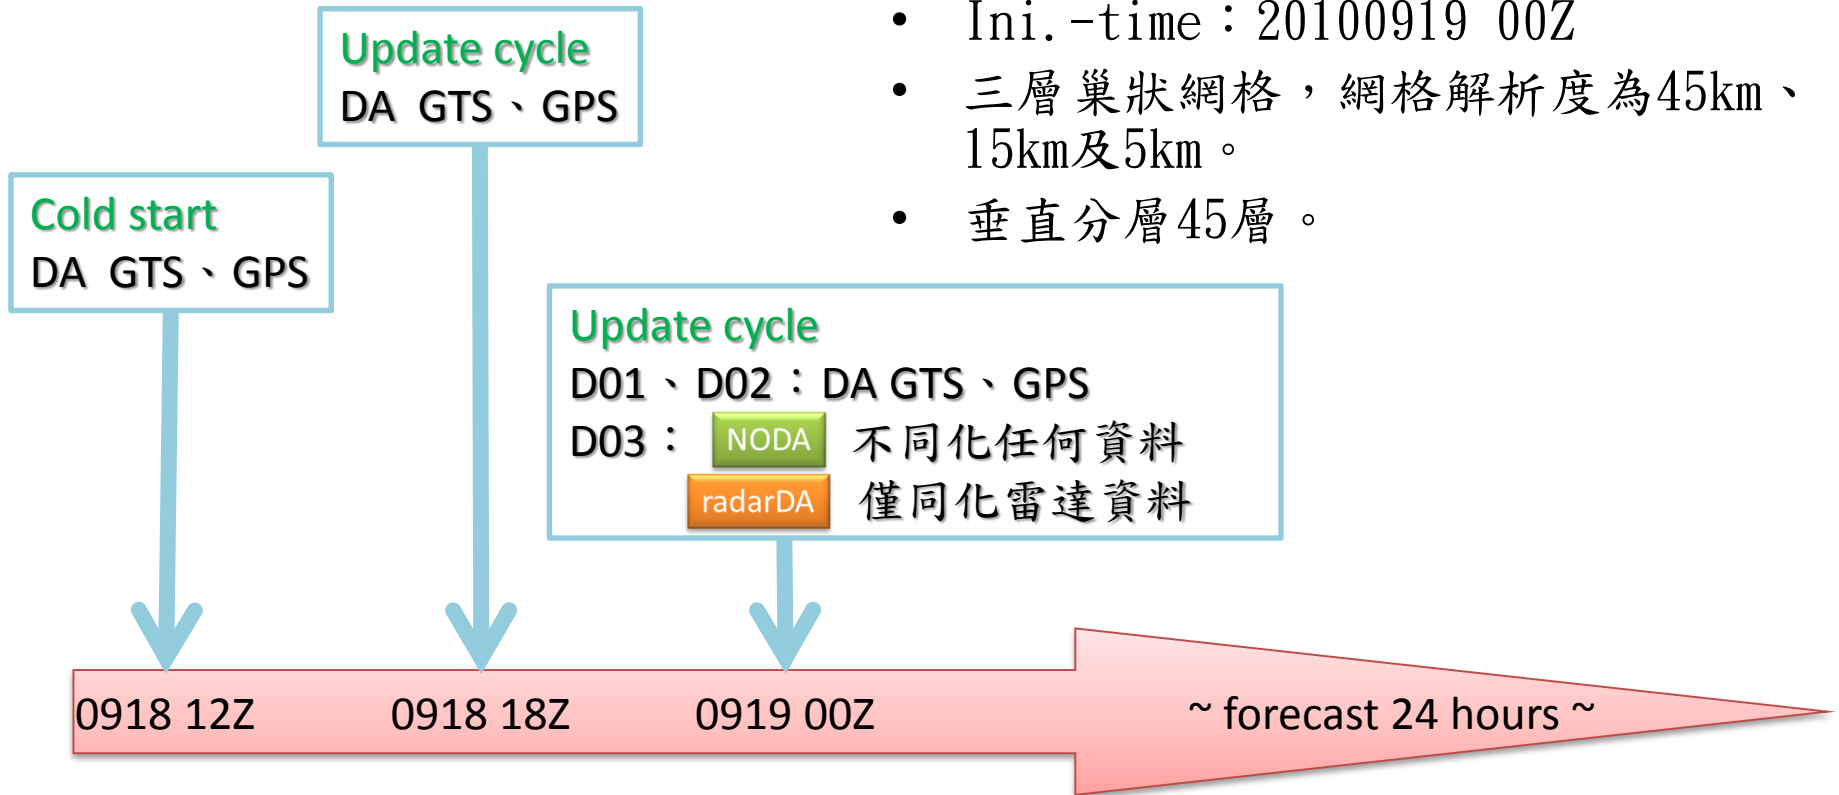 • Ini.-time：20100919 00Z
• 三層巢狀網格，網格解析度為45km、
15km及5km。
• 垂直分層45層。
Update cycle
DA GTS、GPS
Cold start
DA GTS、GPS
Update cycle
D01、D02：DA GTS、GPS
D03： NODA 不同化任何資料
radarDA 僅同化雷達資料
0918 12Z 0918 18Z 0919 00Z ~ forecast 24 hours ~